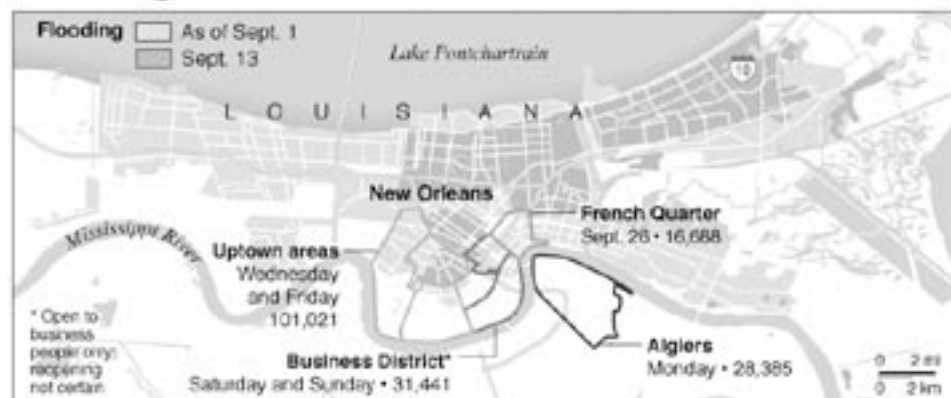 Flooding
As of Sept. 1
Sept. 13
Lake Pontchartrain
10
LOUISIANA
New Orleans
Mississippi River
French Quarter
Sept. 26 • 16,688
Uptown areas
Wednesday
and Friday
101,021
* Open to
business
people only;
reopening
not certain
Business District*
Saturday and Sunday • 31,441
Algiers
Monday • 28,385
0 2 mi
0 2 km